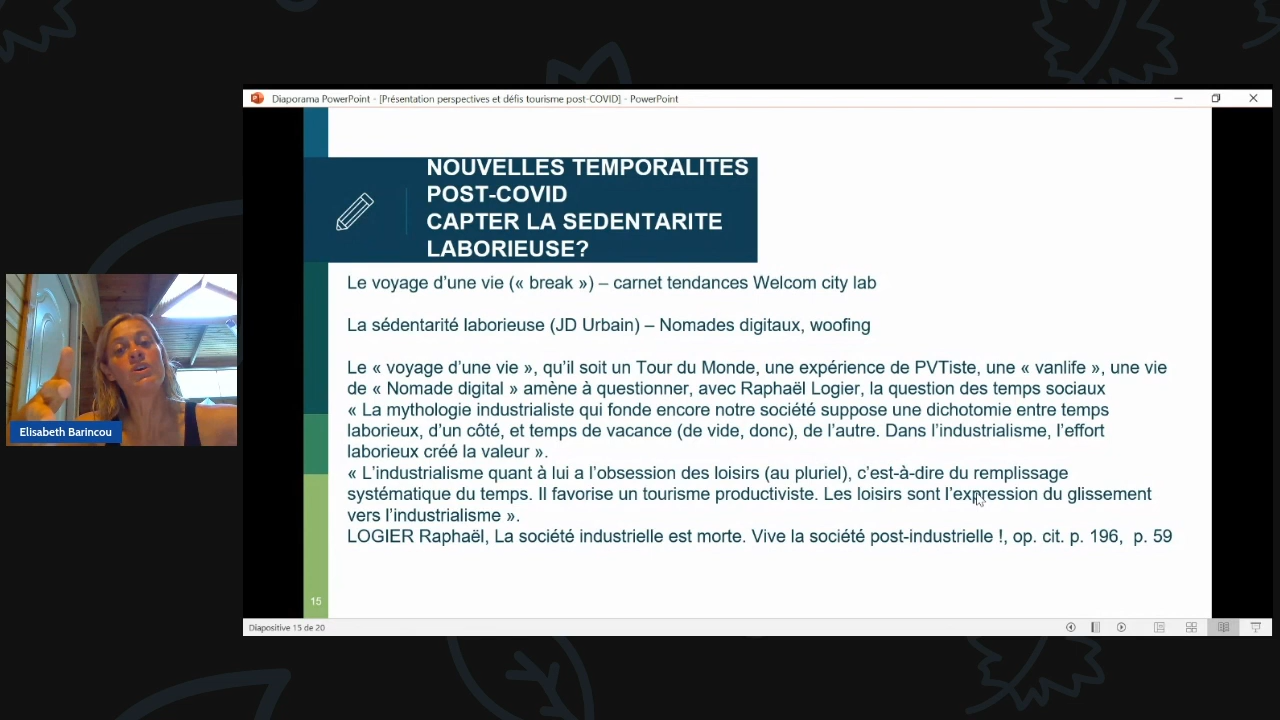 Diaporama PowerPoint - [Présentation perspectives et défis tourisme post-COVID] - PowerPoint
NOUVELLES TEMPORALITES
POST-COVID
CAPTER LA SEDENTARITE
LABORIEUSE?
Le voyage d’une vie (« break ») – carnet tendances Welcom city lab
La sédentarité laborieuse (JD Urbain) – Nomades digitaux, woofing
Le « voyage d’une vie », qu’il soit un Tour du Monde, une expérience de PVTiste, une « vanlife », une vie
de « Nomade digital » amène à questionner, avec Raphaël Logier, la question des temps sociaux
« La mythologie industrialiste qui fonde encore notre société suppose une dichotomie entre temps
laborieux, d’un côté, et temps de vacance (de vide, donc), de l’autre. Dans l’industrialisme, l’effort
laborieux créé la valeur ».
« L’industrialisme quant à lui a l’obsession des loisirs (au pluriel), c’est-à-dire du remplissage
systématique du temps. Il favorise un tourisme productiviste. Les loisirs sont l’expression du glissement
vers l’industrialisme ».
LOGIER Raphaël, La société industrielle est morte. Vive la société post-industrielle !, op. cit. p. 196, p. 59
15
Diapositive 15 de 20
Elisabeth Barincou